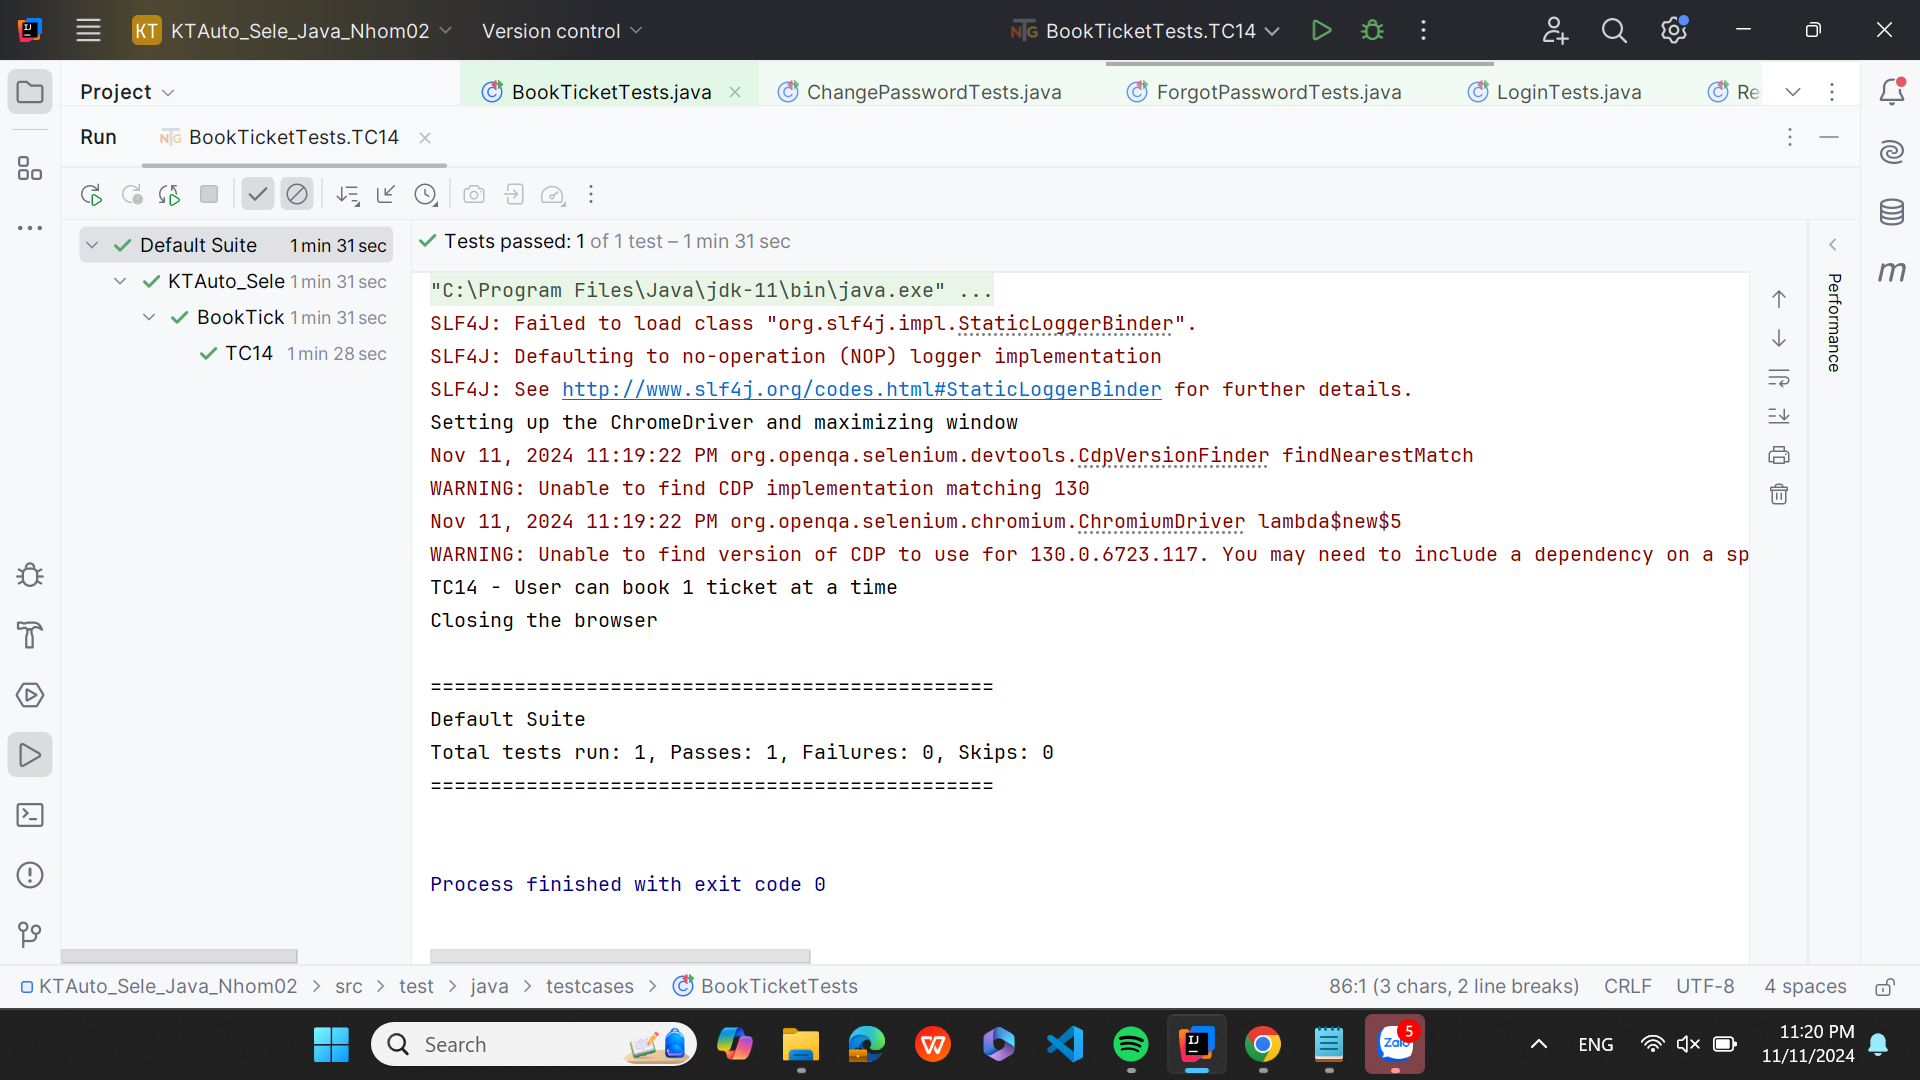 KT KTAuto_Sele_Java_Nhom02 Version control BookTicketTests.TC14
Project BookTicketTests.java ChangePasswordTests.java ForgotPasswordTests.java LoginTests.java Re
Run BookTicketTests.TC14
Default Suite 1 min 31 sec
KTAuto_Sele 1 min 31 sec
BookTick 1 min 31 sec
TC14 1 min 28 sec
Tests passed: 1 of 1 test – 1 min 31 sec
"C:\Program Files\Java\jdk-11\bin\java.exe" ...
SLF4J: Failed to load class "org.slf4j.impl.StaticLoggerBinder".
SLF4J: Defaulting to no-operation (NOP) logger implementation
SLF4J: See http://www.slf4j.org/codes.html#StaticLoggerBinder for further details.
Setting up the ChromeDriver and maximizing window
Nov 11, 2024 11:19:22 PM org.openqa.selenium.devtools.CdpVersionFinder findNearestMatch
WARNING: Unable to find CDP implementation matching 130
Nov 11, 2024 11:19:22 PM org.openqa.selenium.chromium.ChromiumDriver lambda$new$5
WARNING: Unable to find version of CDP to use for 130.0.6723.117. You may need to include a dependency on a sp
TC14 - User can book 1 ticket at a time
Closing the browser
===============================================
Default Suite
Total tests run: 1, Passes: 1, Failures: 0, Skips: 0
===============================================
Process finished with exit code 0
Performance
m
KTAuto_Sele_Java_Nhom02 > src > test > java > testcases > BookTicketTests 86:1 (3 chars, 2 line breaks) CRLF UTF-8 4 spaces
Search
Zalo 5
ENG
11:20 PM
11/11/2024